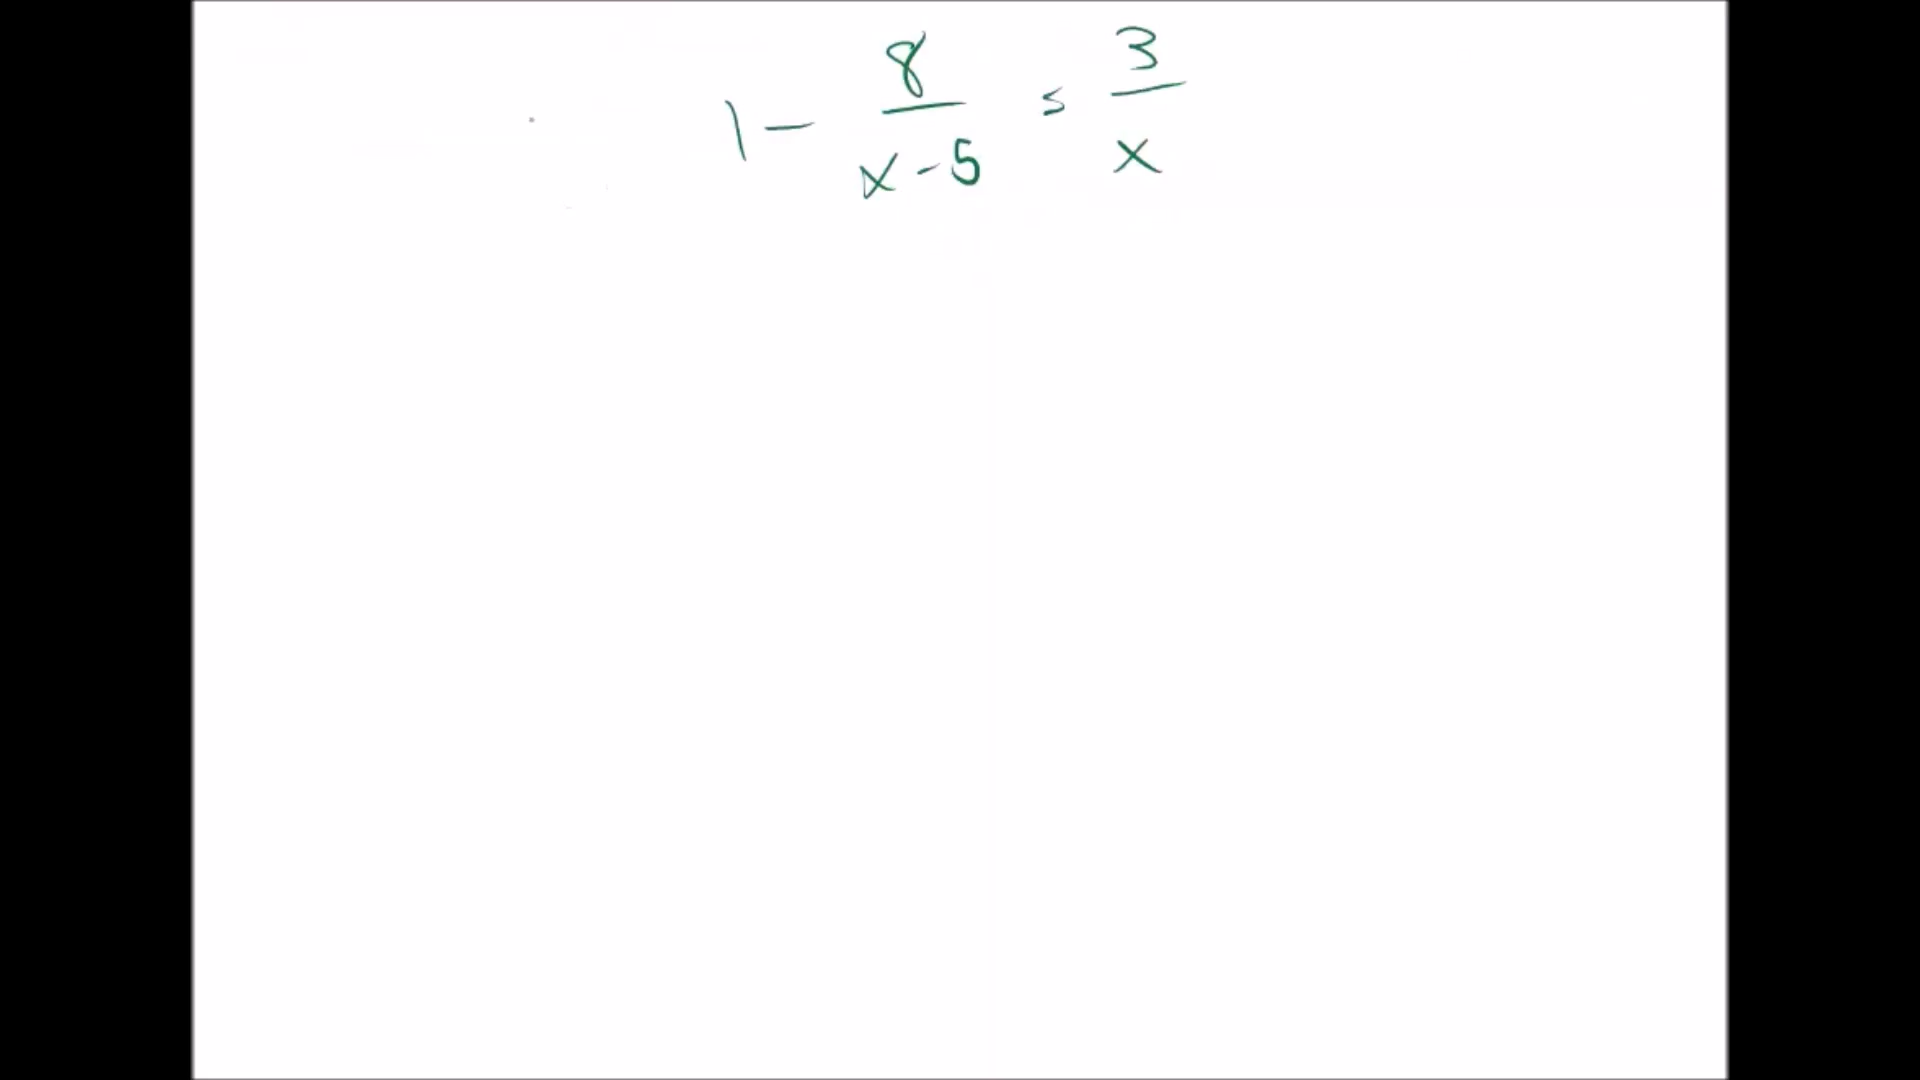 1 - 8/(x-5) = 3/x